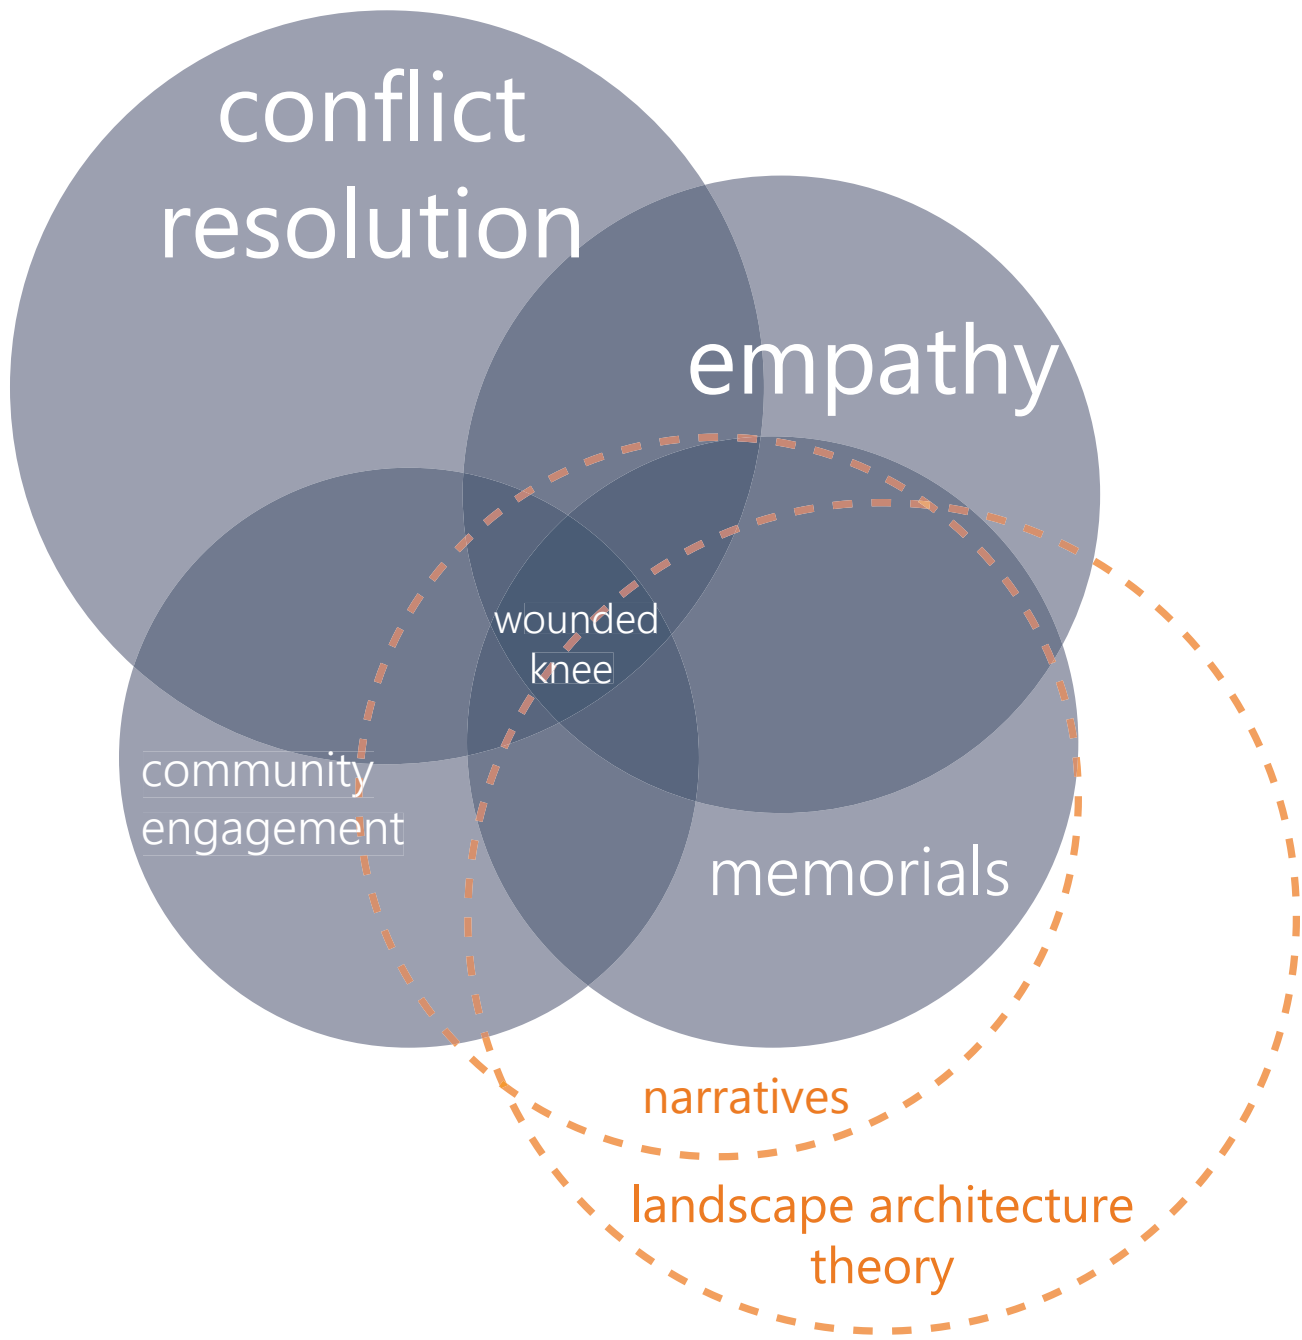 conflict
resolution
empathy
wounded
knee
community
engagement
memorials
narratives
landscape architecture
theory